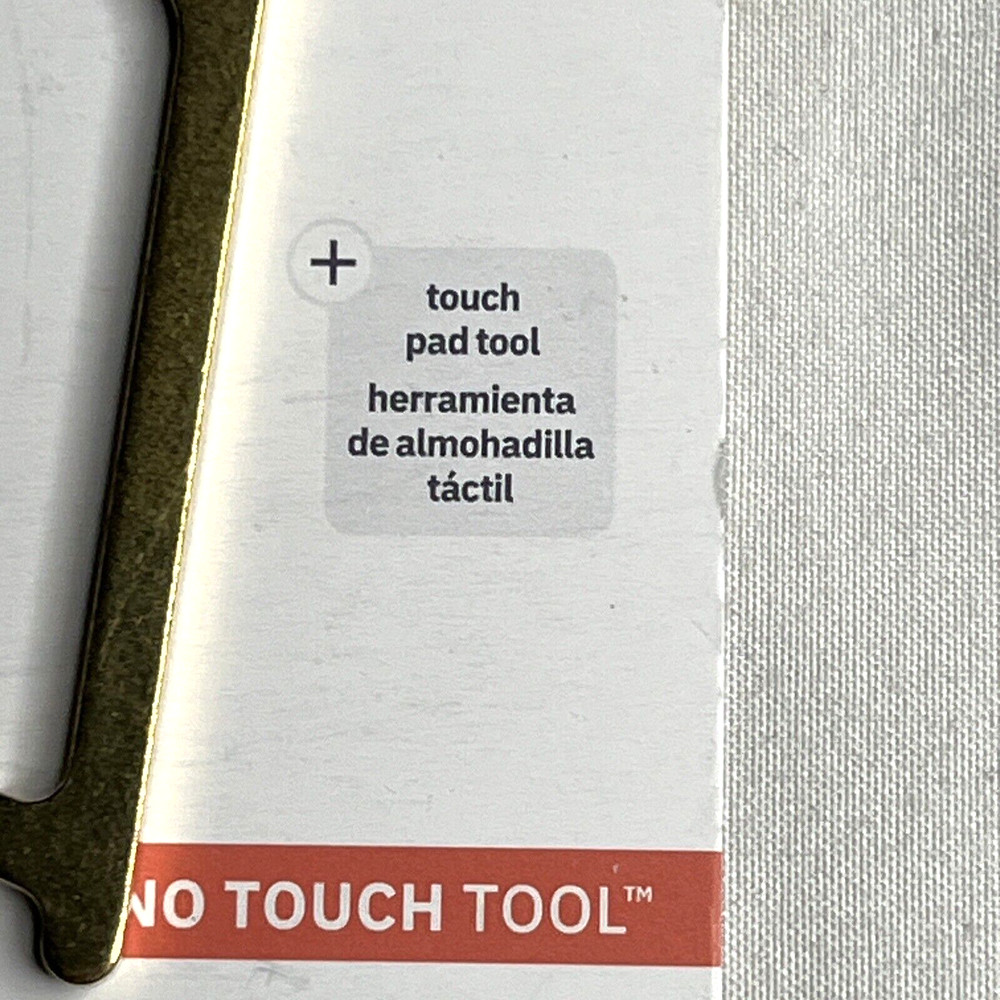 +
touch
pad tool
herramienta
de almohadilla
táctil
NO TOUCH TOOL™